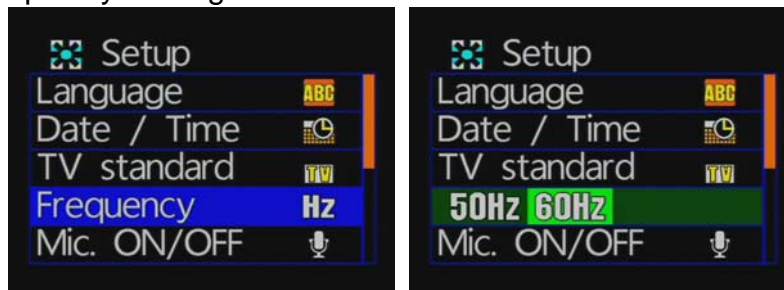 Setup
Language ABC
Date / Time
TV standard TV
Frequency Hz
Mic. ON/OFF
Setup
Language ABC
Date / Time
TV standard TV
50Hz 60Hz
Mic. ON/OFF